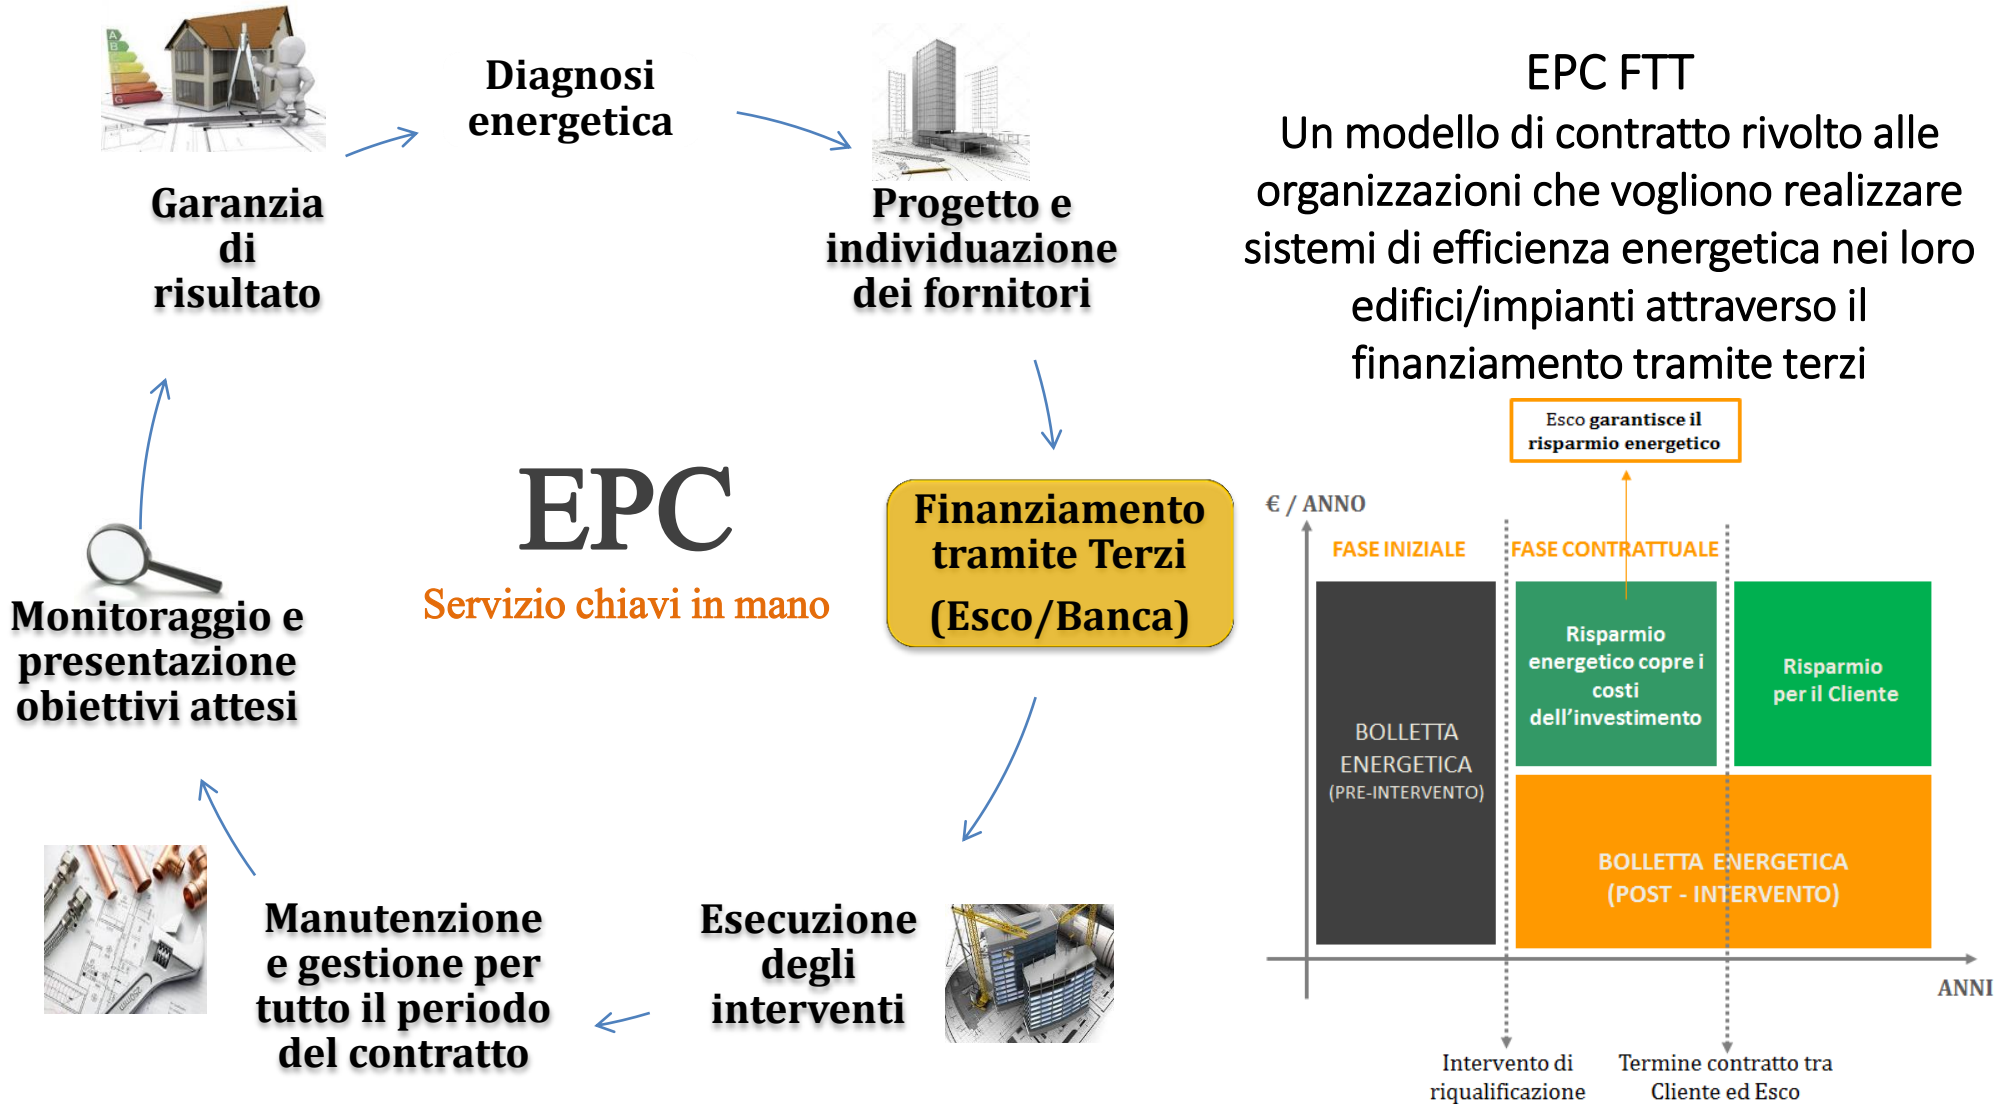 Diagnosi
energetica
Progetto e
individuazione
dei fornitori
Finanziamento
tramite Terzi
(Esco/Banca)
Esecuzione
degli
interventi
Manutenzione
e gestione per
tutto il periodo
del contratto
Monitoraggio e
presentazione
obiettivi attesi
Garanzia
di
risultato
EPC
Servizio chiavi in mano
EPC FTT
Un modello di contratto rivolto alle
organizzazioni che vogliono realizzare
sistemi di efficienza energetica nei loro
edifici/impianti attraverso il
finanziamento tramite terzi
Esco garantisce il
risparmio energetico
€ / ANNO
FASE INIZIALE
FASE CONTRATTUALE
BOLLETTA
ENERGETICA
(PRE-INTERVENTO)
Risparmio
energetico copre i
costi
dell'investimento
Risparmio
per il Cliente
BOLLETTA ENERGETICA
(POST - INTERVENTO)
ANNI
Intervento di
riqualificazione
Termine contratto tra
Cliente ed Esco
A
B
G